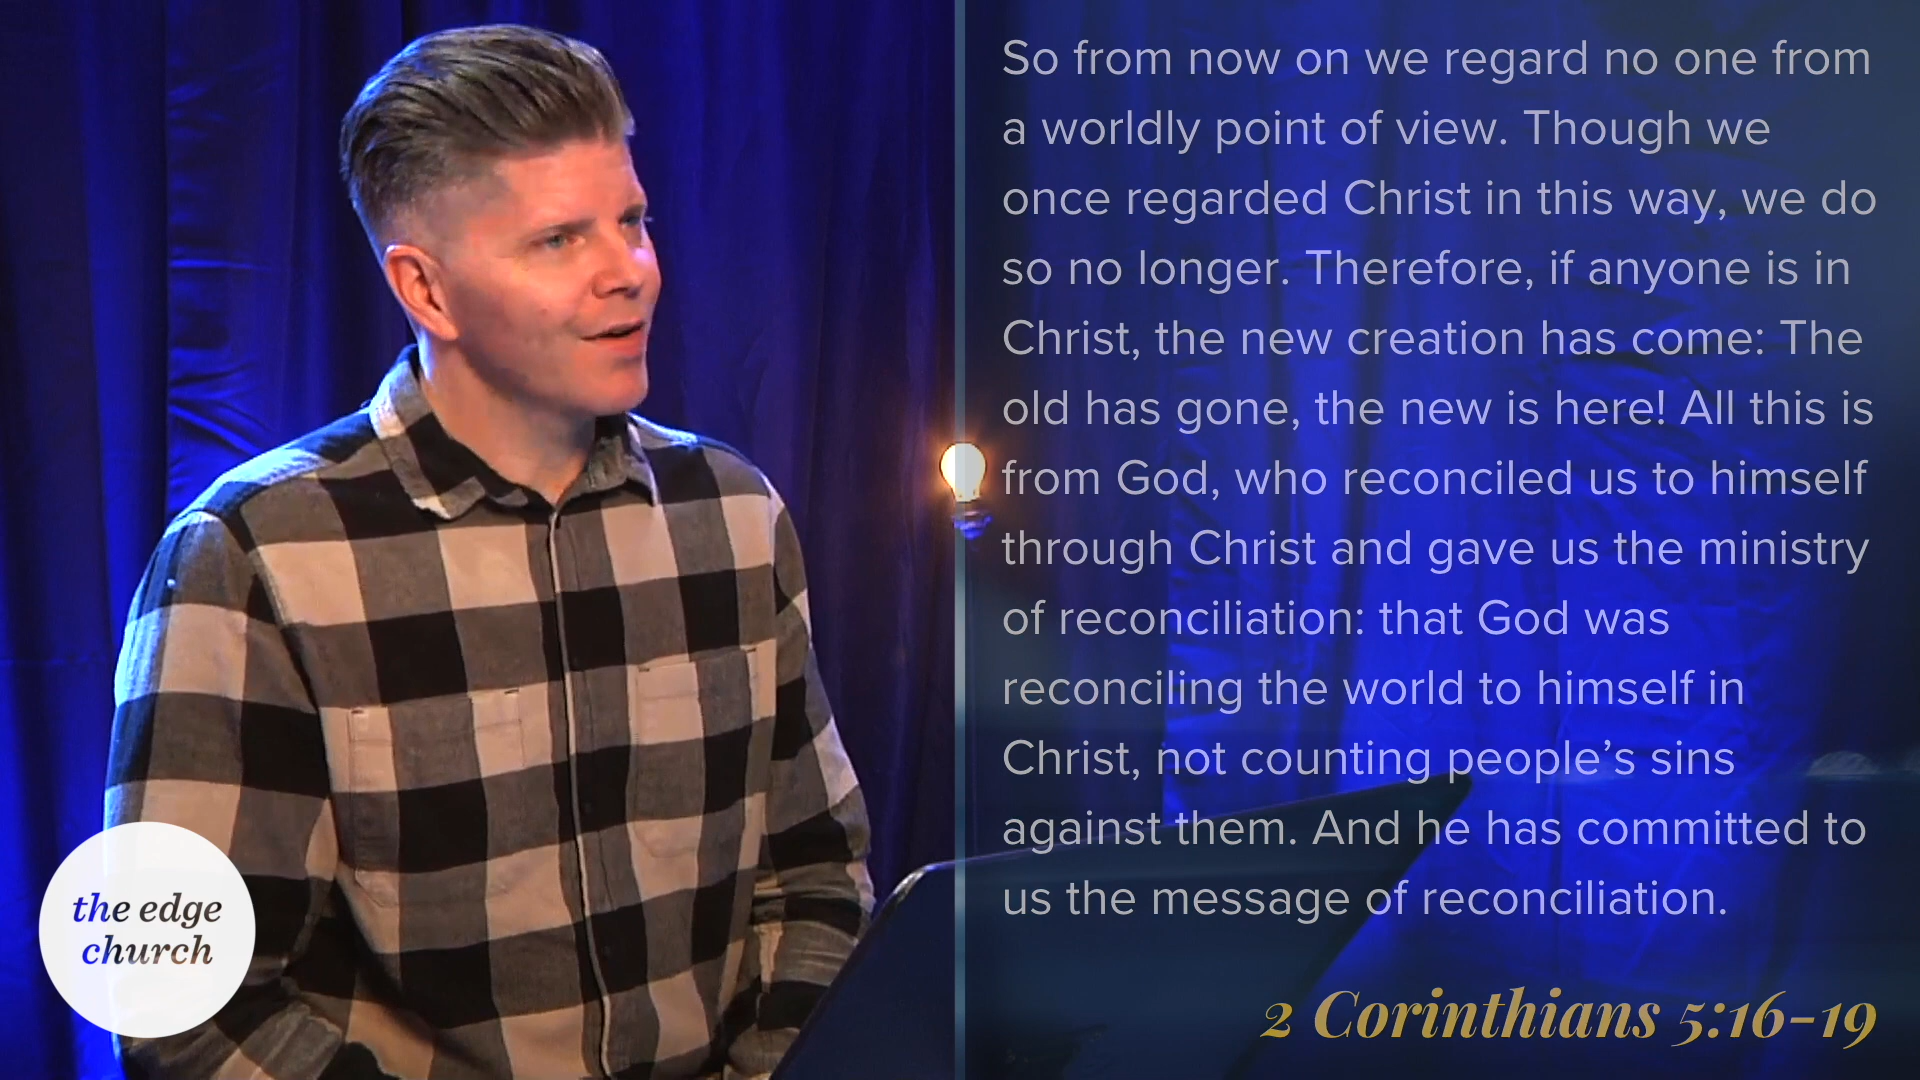 So from now on we regard no one from
a worldly point of view. Though we
once regarded Christ in this way, we do
so no longer. Therefore, if anyone is in
Christ, the new creation has come: The
old has gone, the new is here! All this is
from God, who reconciled us to himself
through Christ and gave us the ministry
of reconciliation: that God was
reconciling the world to himself in
Christ, not counting people’s sins
against them. And he has committed to
us the message of reconciliation.
2 Corinthians 5:16-19
the edge
church